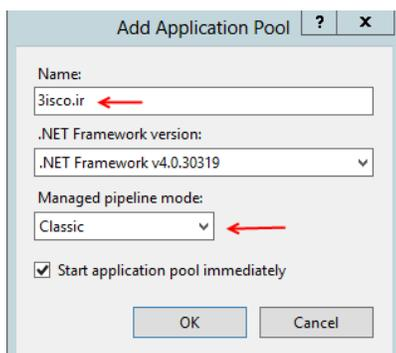 Add Application Pool ? x
Name:
3isco.ir
.NET Framework version:
.NET Framework v4.0.30319
Managed pipeline mode:
Classic
Start application pool immediately
OK Cancel